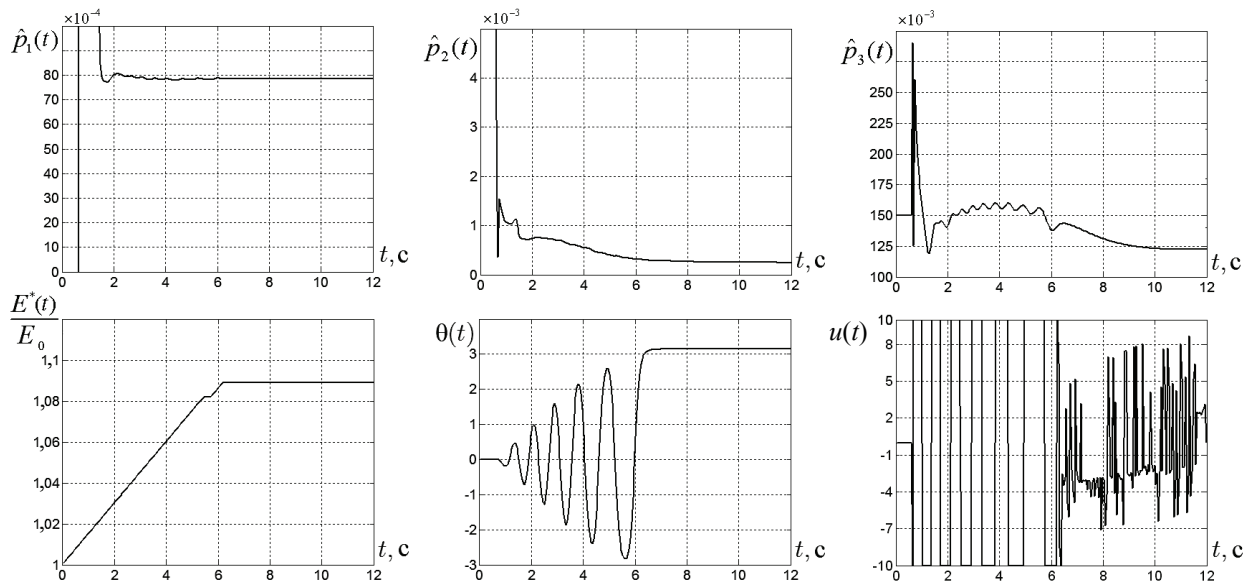 ×10⁻⁴
p̂₁(t)
80
70
60
50
40
30
20
10
0
0 2 4 6 8 10 12
t, c
×10⁻³
p̂₂(t)
4
3
2
1
0
0 2 4 6 8 10 12
t, c
×10⁻³
p̂₃(t)
250
225
200
175
150
125
100
0 2 4 6 8 10 12
t, c
E*(t)
E₀
1,1
1,08
1,06
1,04
1,02
1
0 2 4 6 8 10 12
t, c
θ(t)
3
2
1
0
-1
-2
-3
0 2 4 6 8 10 12
t, c
u(t)
10
8
5
2
-1
-4
-7
-10
0 2 4 6 8 10 12
t, c